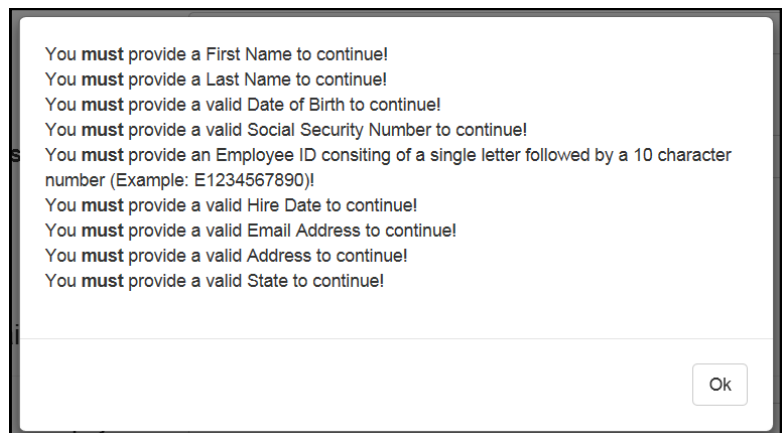 You must provide a First Name to continue!
You must provide a Last Name to continue!
You must provide a valid Date of Birth to continue!
You must provide a valid Social Security Number to continue!
You must provide an Employee ID consiting of a single letter followed by a 10 character
number (Example: E1234567890)!
You must provide a valid Hire Date to continue!
You must provide a valid Email Address to continue!
You must provide a valid Address to continue!
You must provide a valid State to continue!
Ok